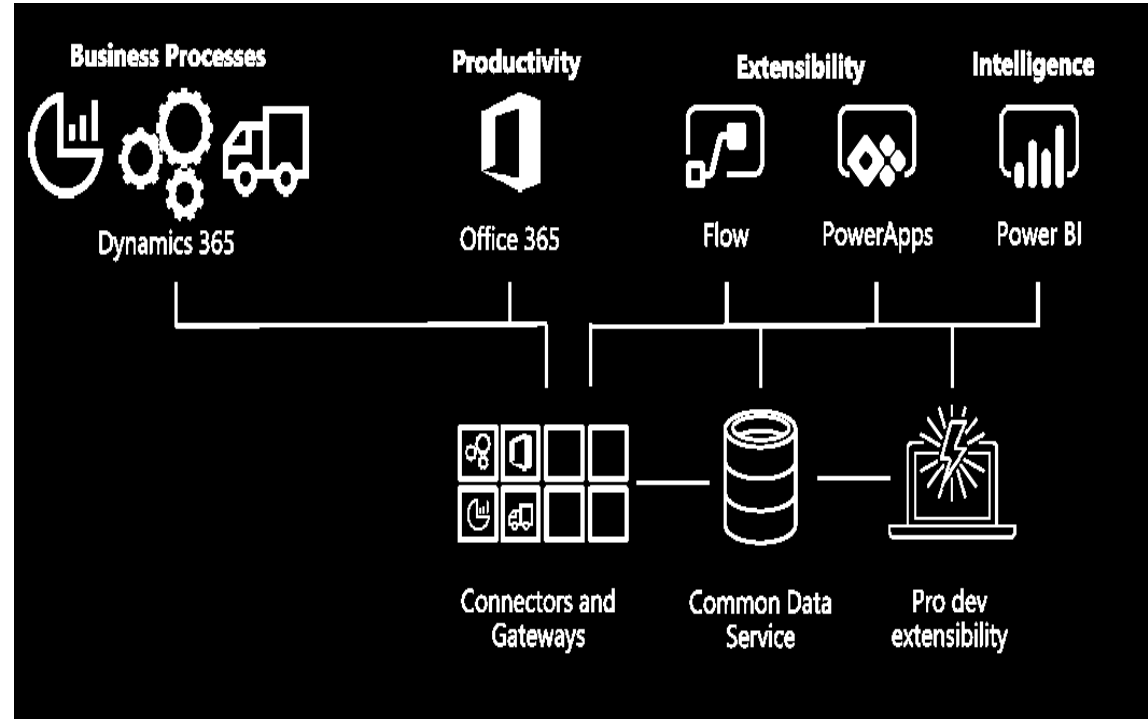 Business Processes
Productivity
Extensibility
Intelligence
Dynamics 365
Office 365
Flow
PowerApps
Power BI
Connectors and
Gateways
Common Data
Service
Pro dev
extensibility